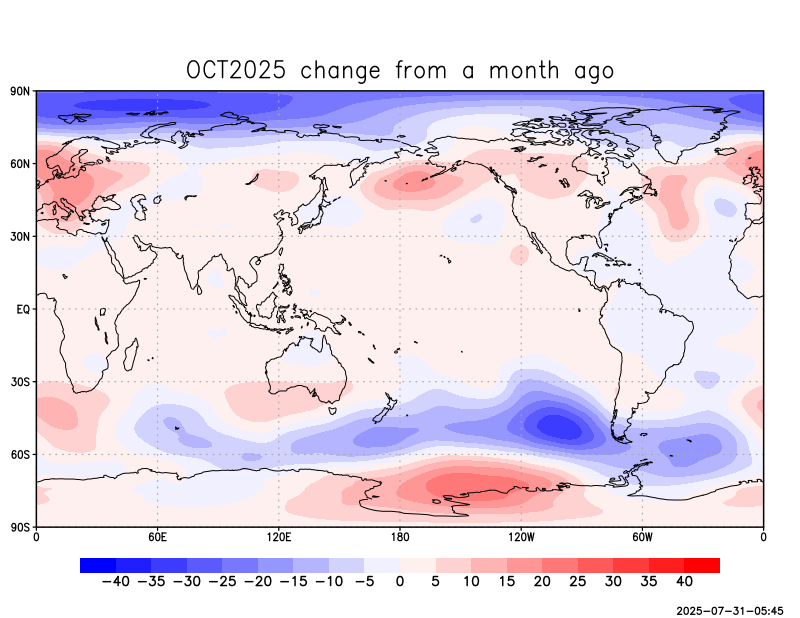 OCT2025 change from a month ago
90N
60N
30N
EQ
30S
60S
90S
0 60E 120E 180 120W 60W 0
−40 −35 −30 −25 −20 −15 −10 −5 0 5 10 15 20 25 30 35 40
2025-07-31-05:45